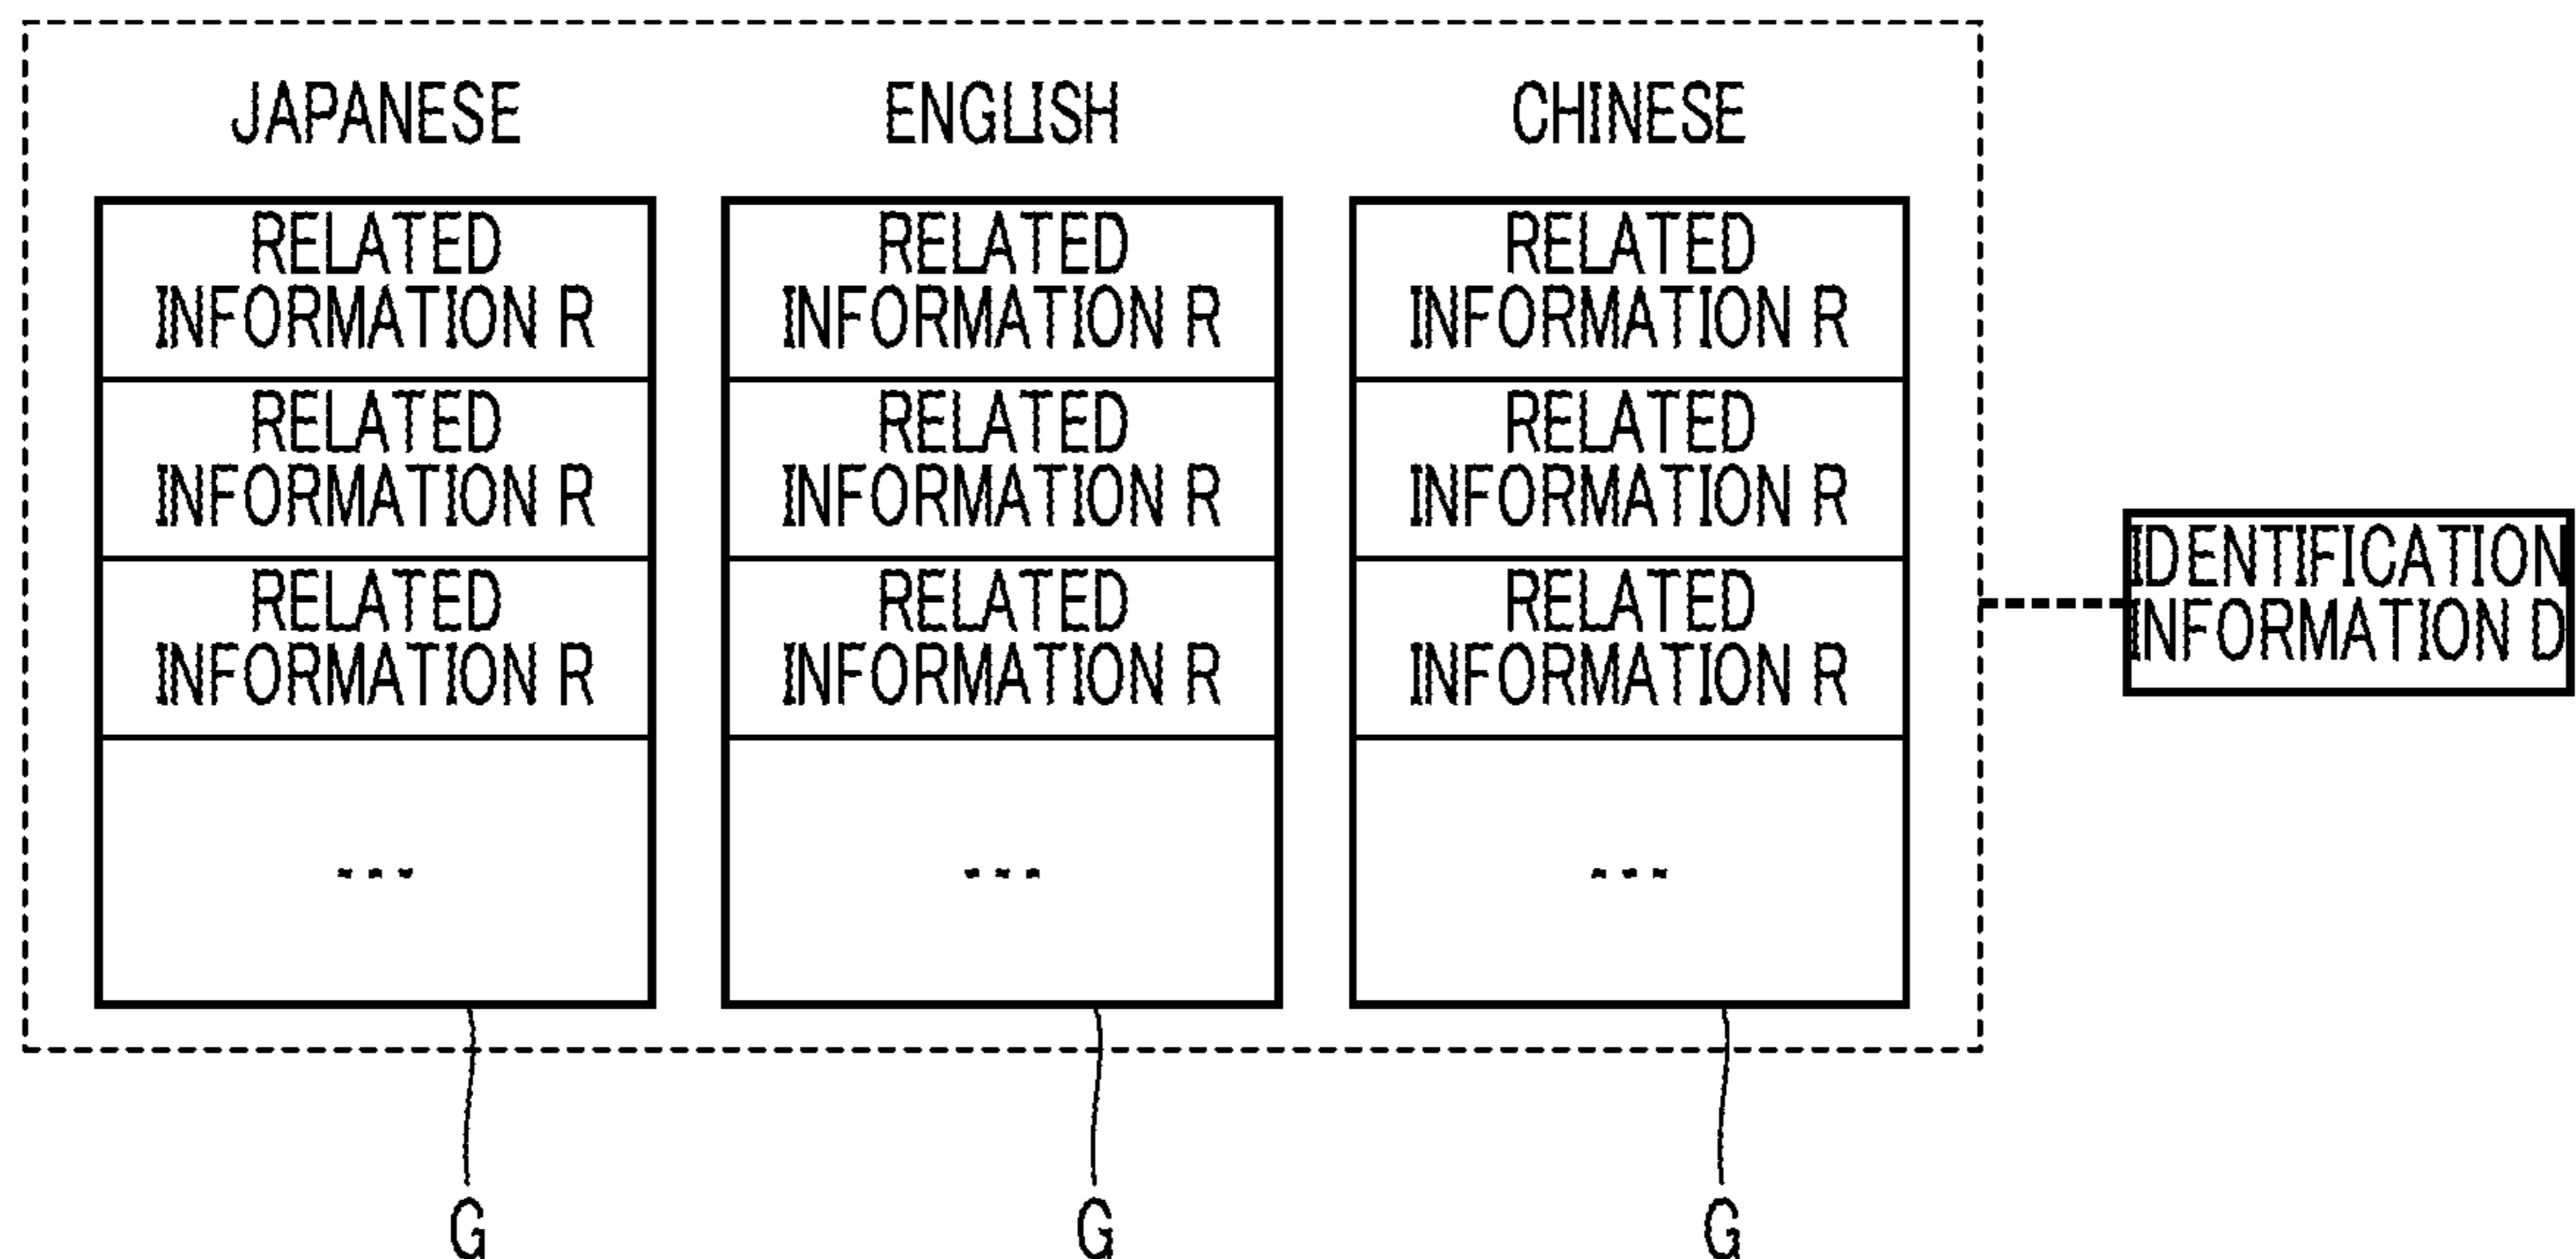 JAPANESE
RELATED
INFORMATION R
RELATED
INFORMATION R
RELATED
INFORMATION R
---
G
ENGLISH
RELATED
INFORMATION R
RELATED
INFORMATION R
RELATED
INFORMATION R
---
G
CHINESE
RELATED
INFORMATION R
RELATED
INFORMATION R
RELATED
INFORMATION R
---
G
IDENTIFICATION
INFORMATION D